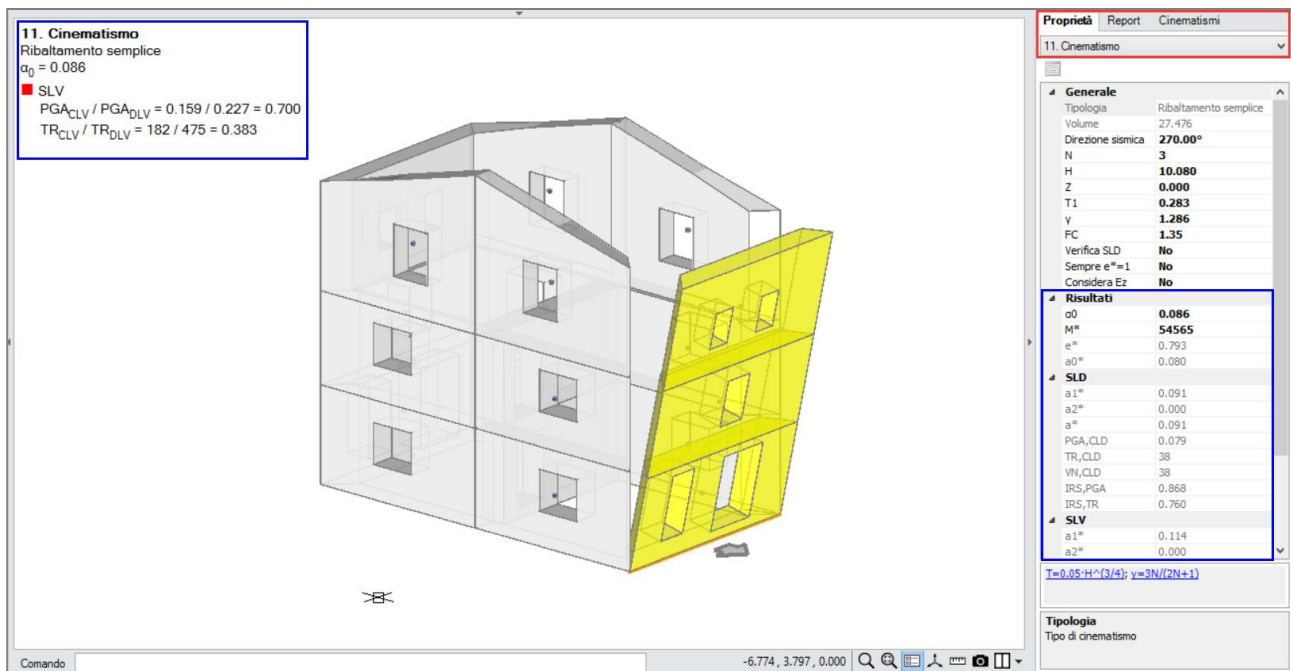 11. Cinematismo
Ribaltamento semplice
α0 = 0.086
SLV
PGACLV / PGADLV = 0.159 / 0.227 = 0.700
TRCLV / TRDLV = 182 / 475 = 0.383
Proprietà Report Cinematismi
11. Cinematismo
Generale
Tipologia Ribaltamento semplice
Volume 27.476
Direzione sismica 270.00°
N 3
H 10.080
Z 0.000
T1 0.283
γ 1.286
FC 1.35
Verifica SLD No
Sempre e*=1 No
Considera Ez No
Risultati
α0 0.086
M* 54565
e* 0.793
a0* 0.080
SLD
a1* 0.091
a2* 0.000
a* 0.091
PGA,CLD 0.079
TR,CLD 38
VN,CLD 38
IRS,PGA 0.868
IRS,TR 0.760
SLV
a1* 0.114
a2* 0.000
T=0.05·H^(3/4); γ=3N/(2N+1)
Tipologia
Tipo di cinematismo
Comando
-6.774 , 3.797 , 0.000